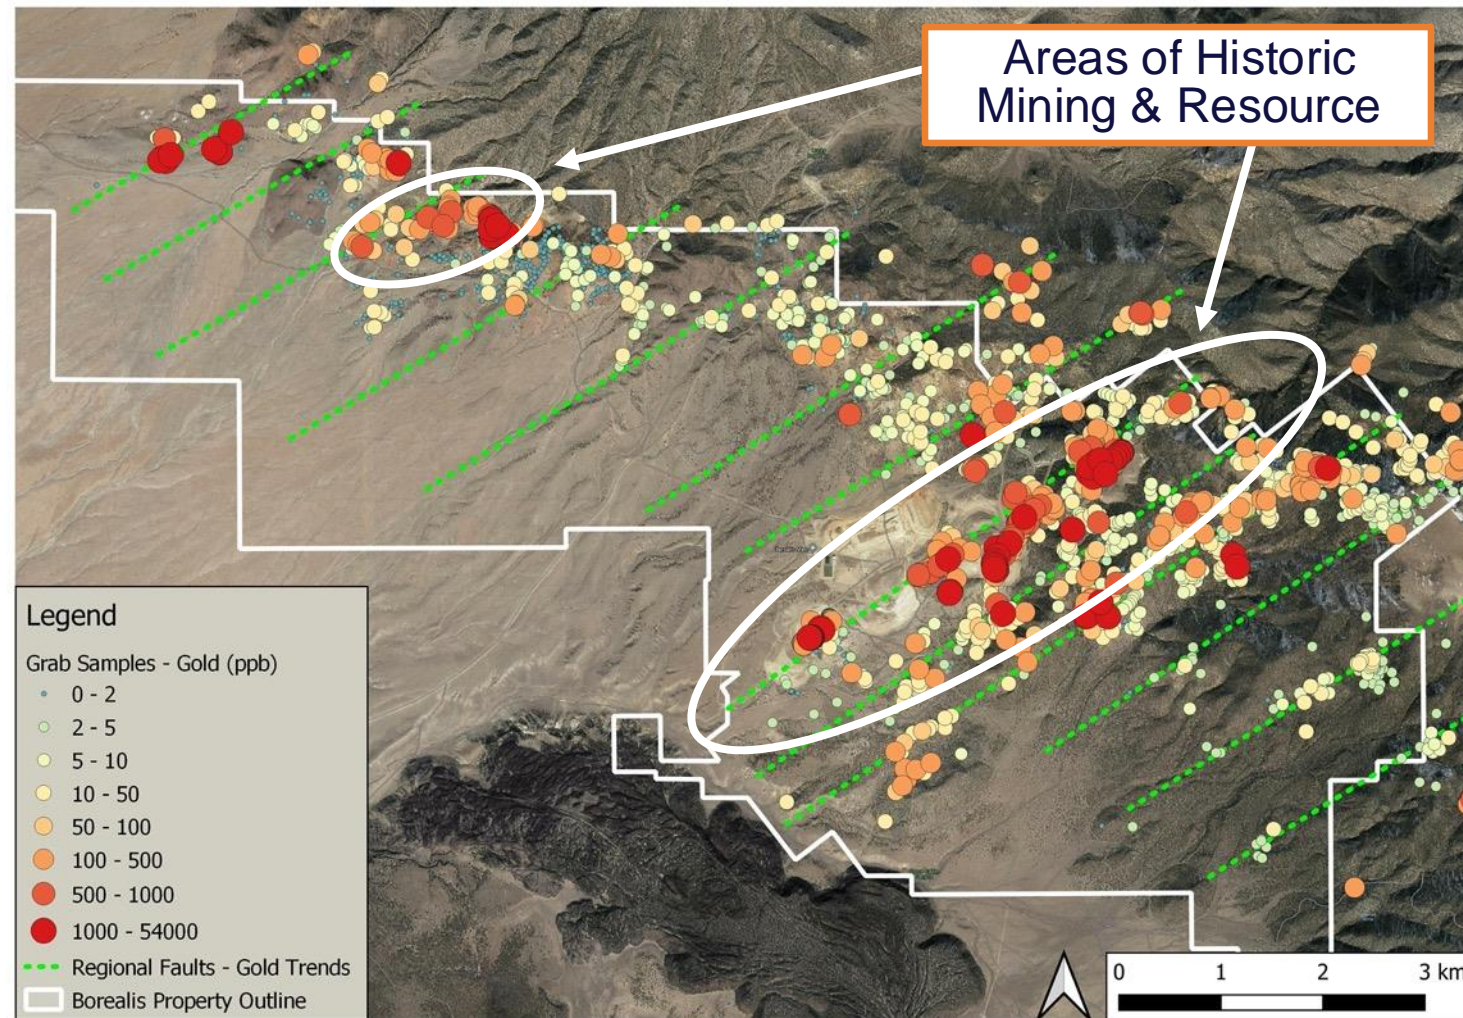 Areas of Historic
Mining & Resource
Legend
Grab Samples - Gold (ppb)
0 - 2
2 - 5
5 - 10
10 - 50
50 - 100
100 - 500
500 - 1000
1000 - 54000
Regional Faults - Gold Trends
Borealis Property Outline
0 1 2 3 km